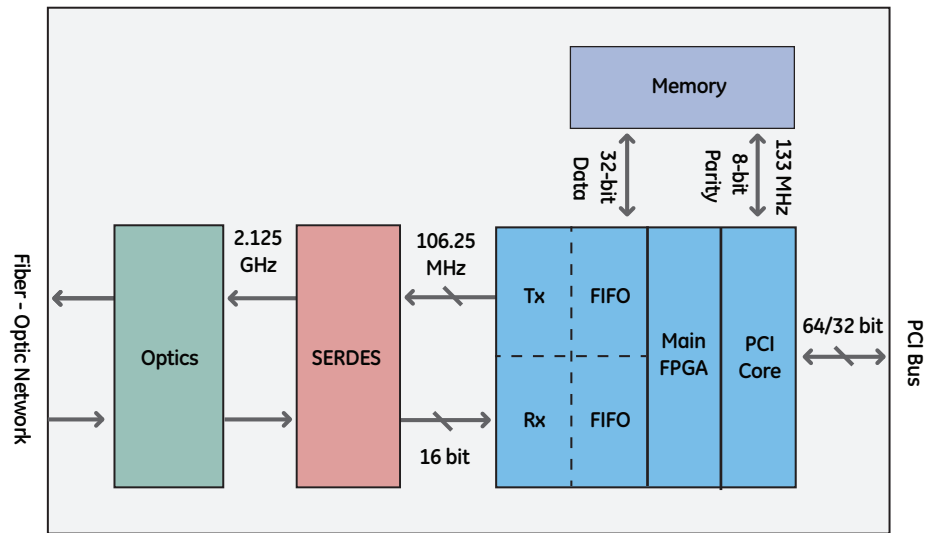 Memory
32-bit
Data
133 MHz
8-bit
Parity
2.125
GHz
106.25
MHz
Fiber - Optic Network
Optics
SERDES
Tx
FIFO
Rx
FIFO
Main
FPGA
PCI
Core
64/32 bit
PCI Bus
16 bit